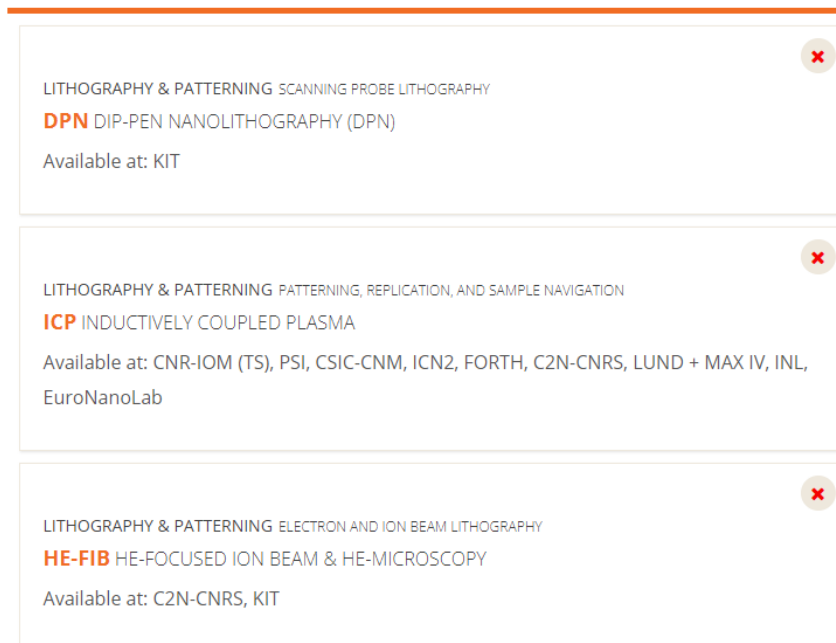 LITHOGRAPHY & PATTERNING SCANNING PROBE LITHOGRAPHY
DPN DIP-PEN NANOLITHOGRAPHY (DPN)
Available at: KIT
LITHOGRAPHY & PATTERNING PATTERNING, REPLICATION, AND SAMPLE NAVIGATION
ICP INDUCTIVELY COUPLED PLASMA
Available at: CNR-IOM (TS), PSI, CSIC-CNM, ICN2, FORTH, C2N-CNRS, LUND + MAX IV, INL,
EuroNanoLab
LITHOGRAPHY & PATTERNING ELECTRON AND ION BEAM LITHOGRAPHY
HE-FIB HE-FOCUSED ION BEAM & HE-MICROSCOPY
Available at: C2N-CNRS, KIT